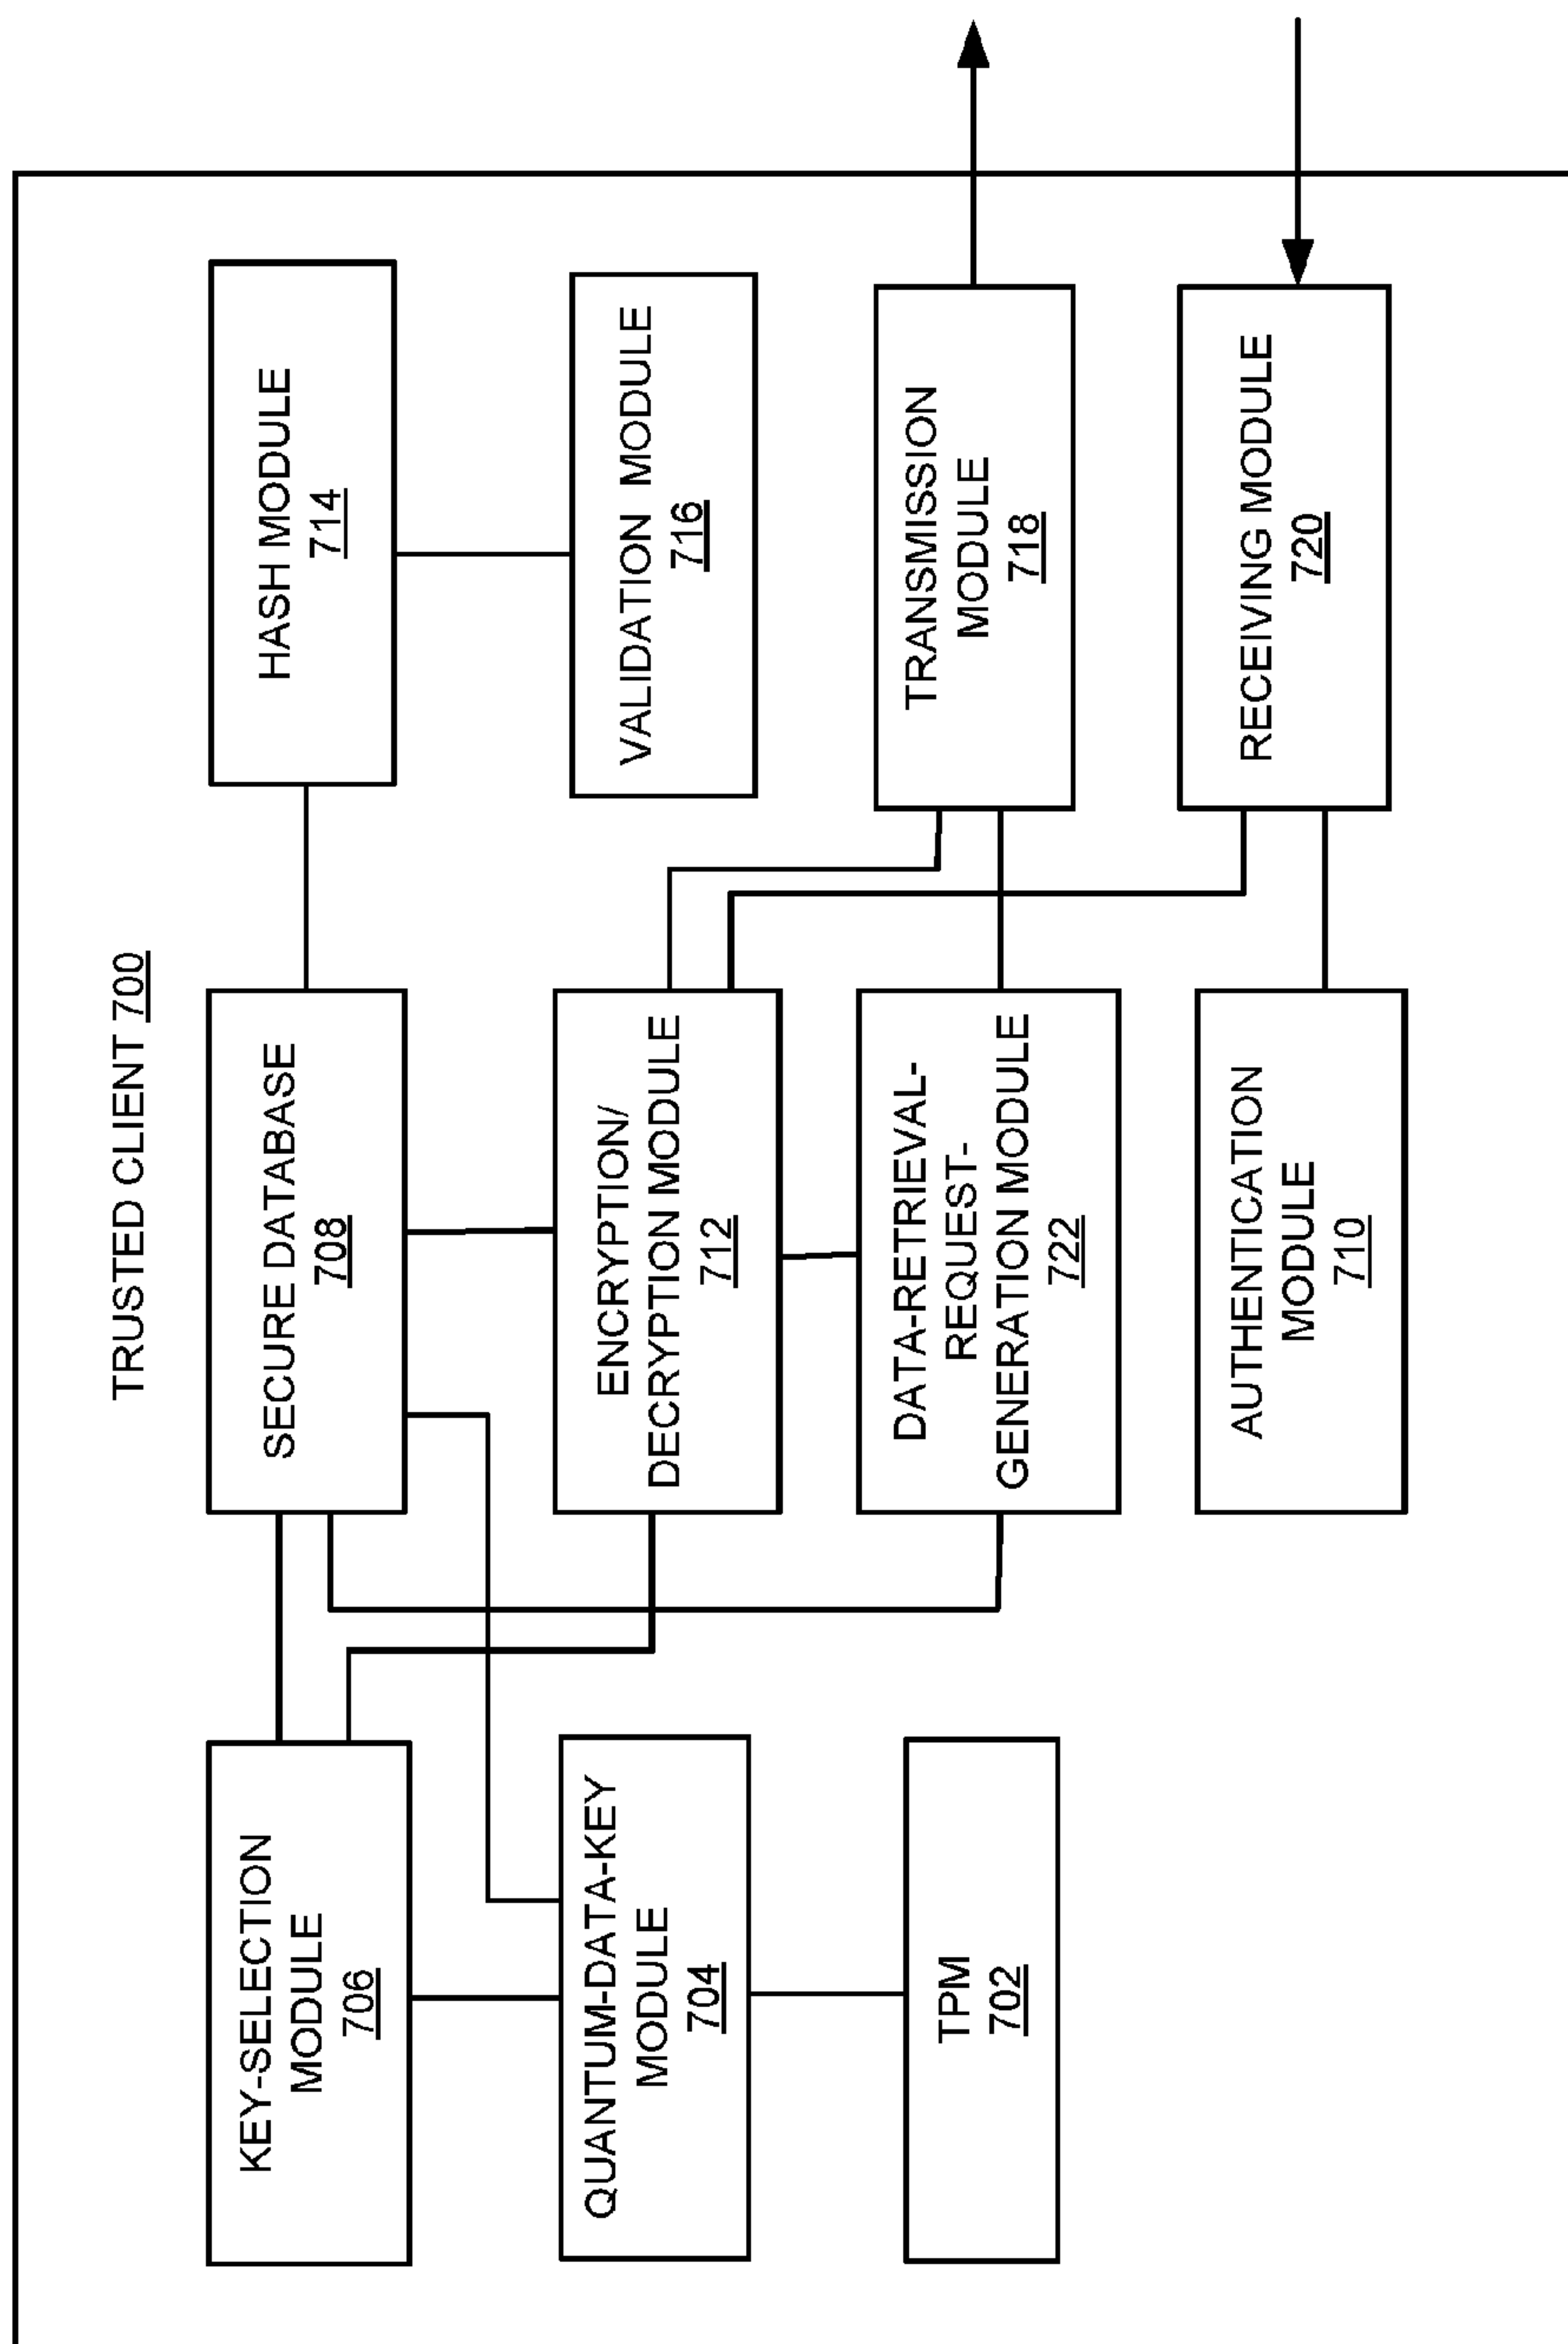 TRUSTED CLIENT 700
KEY-SELECTION
MODULE
706
SECURE DATABASE
708
HASH MODULE
714
QUANTUM-DATA-KEY
MODULE
704
ENCRYPTION/
DECRYPTION MODULE
712
VALIDATION MODULE
716
TPM
702
DATA-RETRIEVAL-
REQUEST-
GENERATION MODULE
722
TRANSMISSION
MODULE
718
AUTHENTICATION
MODULE
710
RECEIVING MODULE
720